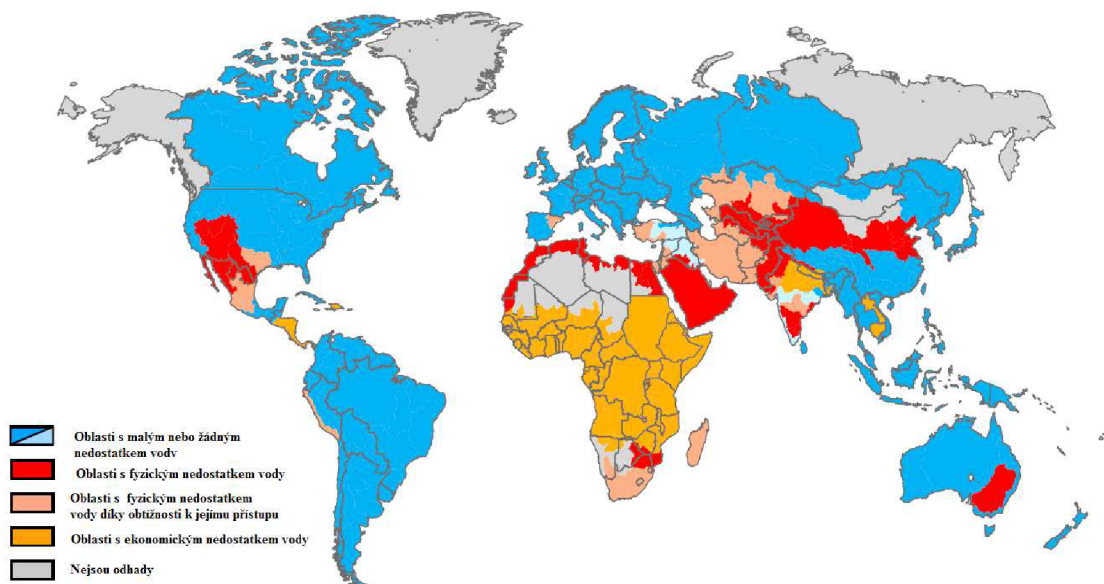 Oblasti s malým nebo žádným
nedostatkem vody
Oblasti s fyzickým nedostatkem vody
Oblasti s fyzickým nedostatkem
vody díky obtížnosti k jejímu přístupu
Oblasti s ekonomickým nedostatkem vody
Nejsou odhady